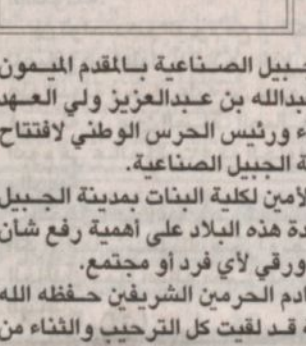 الجبيل الصناعية بالمقدم الميمون
عبدالله بن عبدالعزيز ولي العهد
ورئيس الحرس الوطني لافتتاح
الجبيل الصناعية.
الأمين لكلية البنات بمدينة الجبيل
هذه البلاد على أهمية رفع شأن
ورقي لأي فرد أو مجتمع.
خادم الحرمين الشريفين حفظه الله
قد لقيت كل الترحيب والثناء من